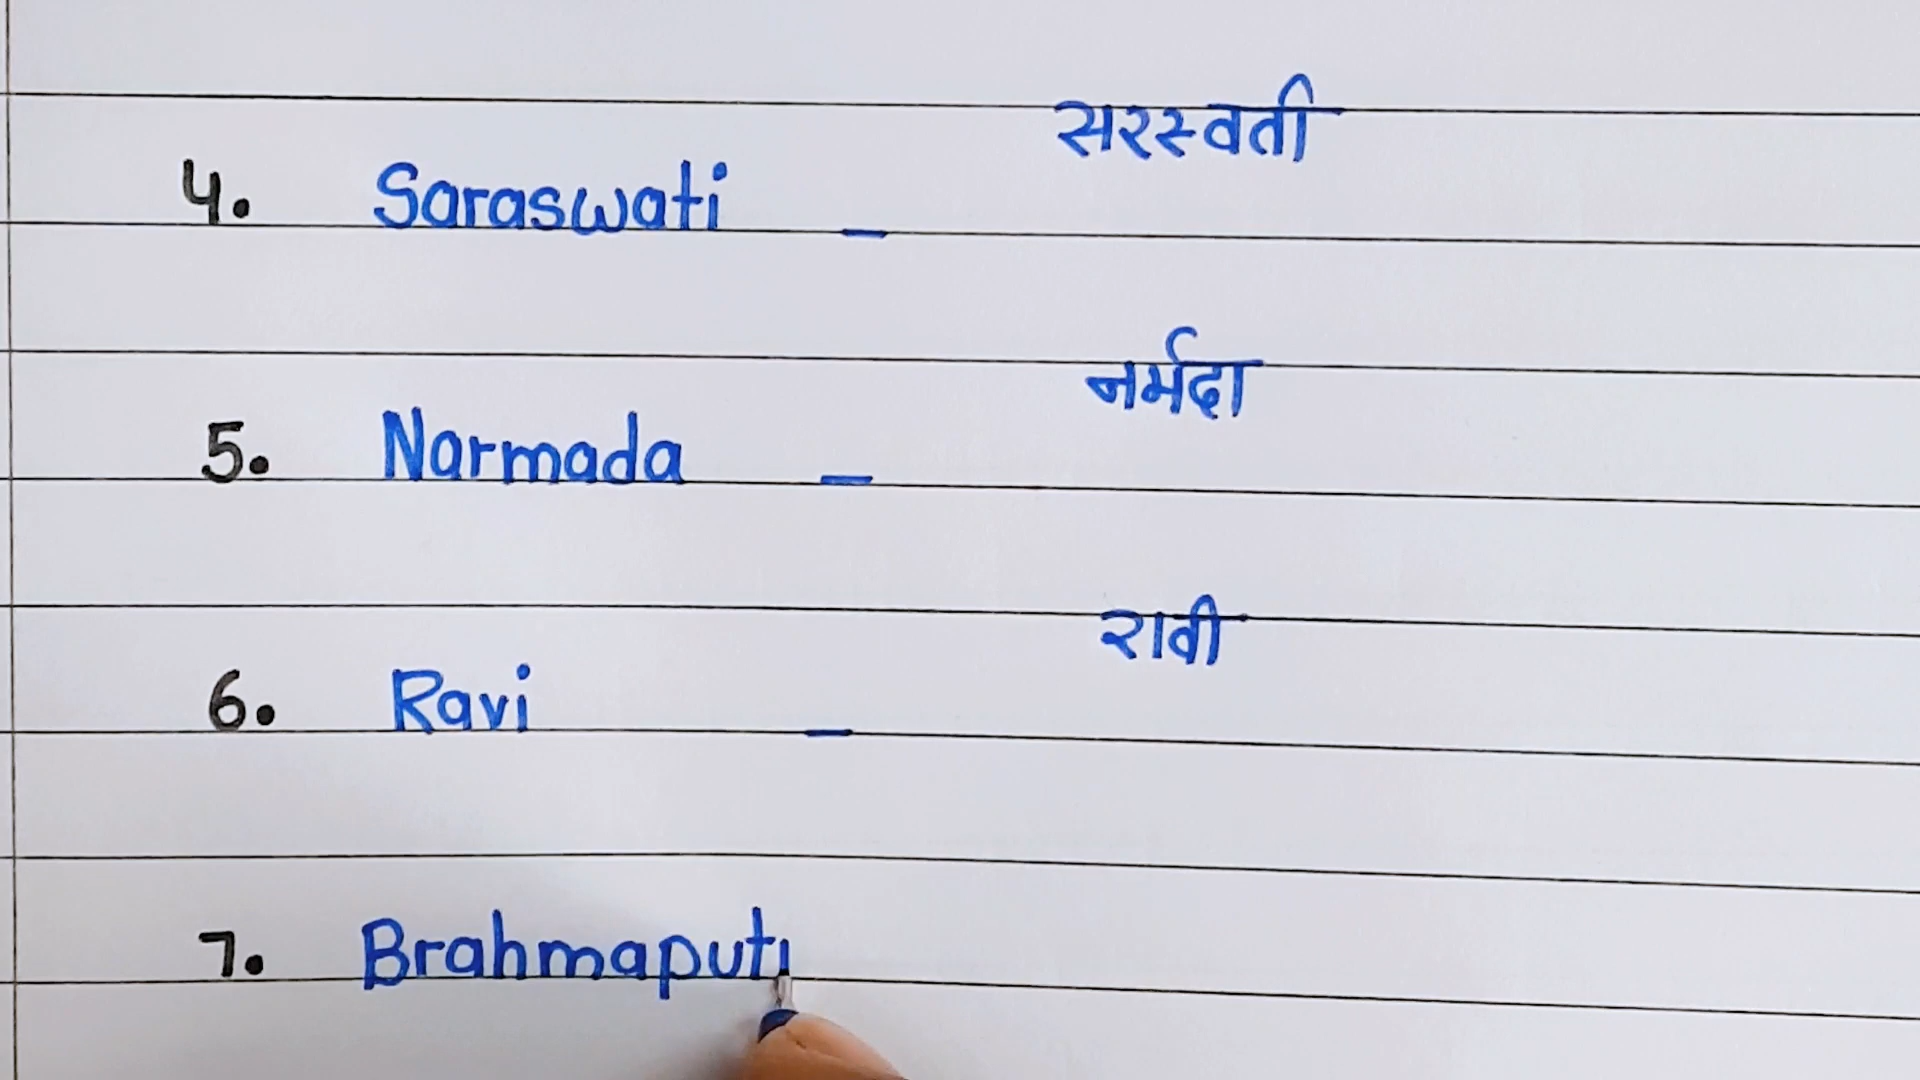 सरस्वती
4. Saraswati _
नर्मदा
5. Narmada _
रावी
6. Ravi _
7. Brahmaput